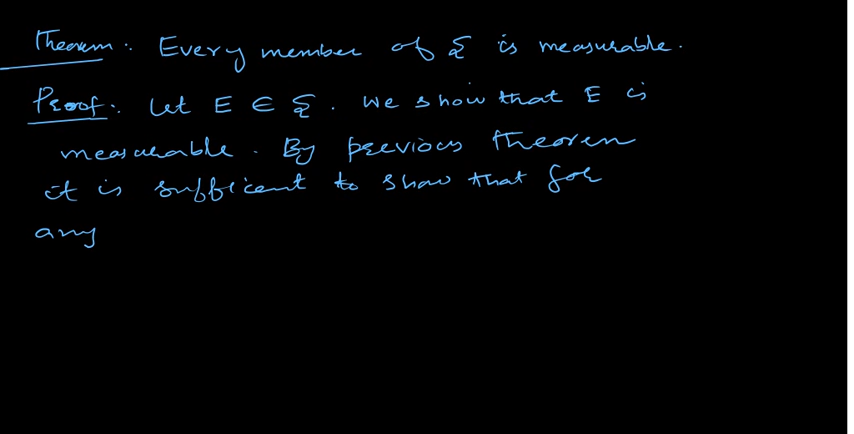 Theorem:. Every member of Σ is measurable.
Proof:. Let E ∈ Σ. We show that E is
measurable. By previous theorem
it is sufficent to show that for
any